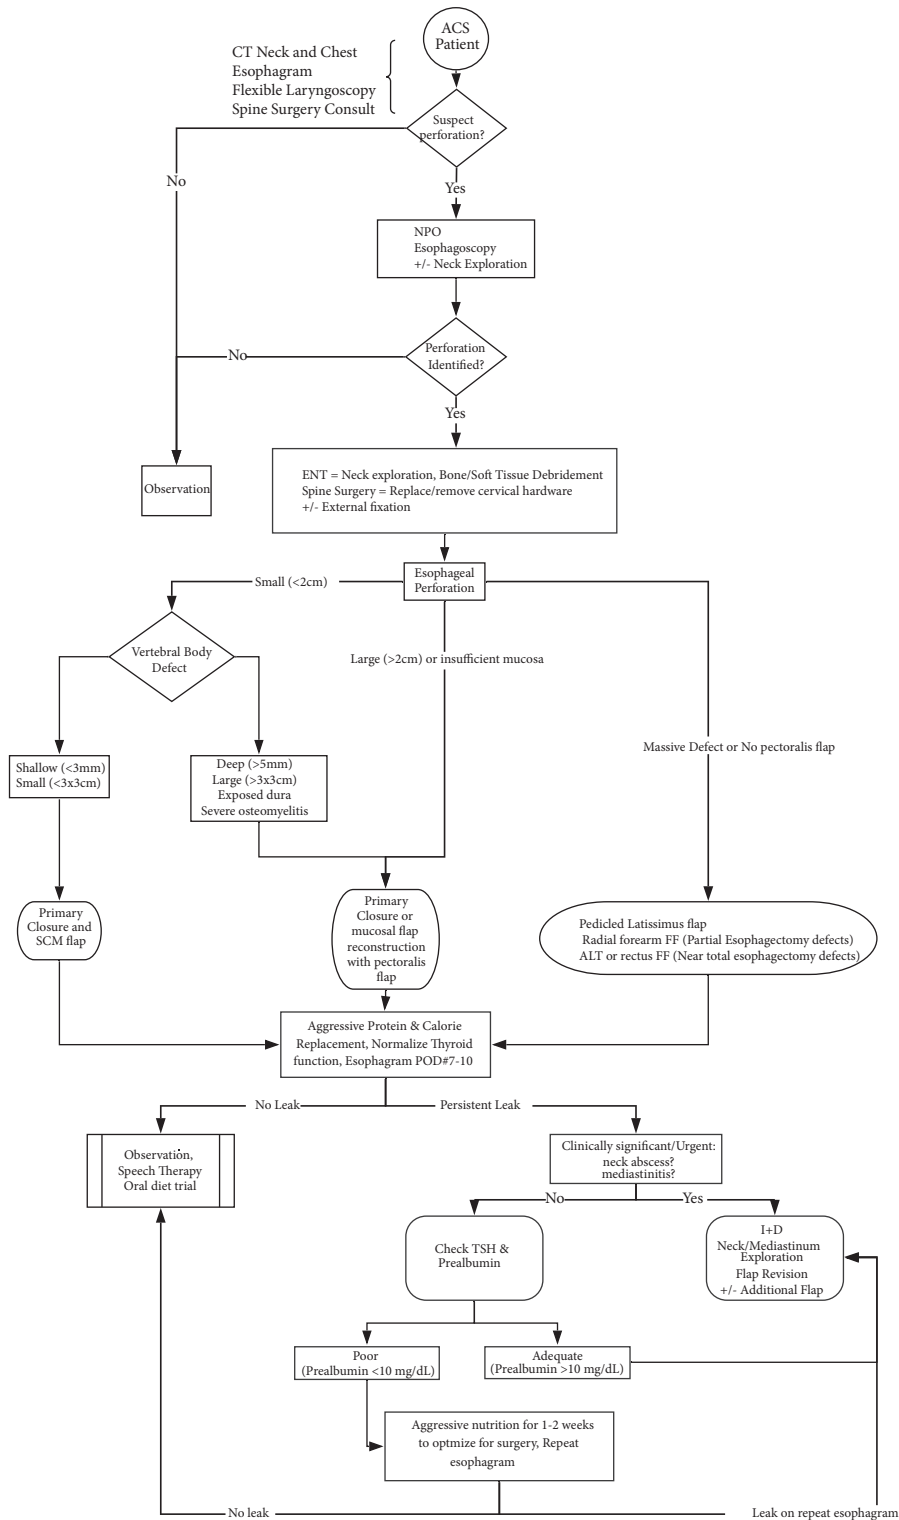 ACS
Patient
CT Neck and Chest
Esophagram
Flexible Laryngoscopy
Spine Surgery Consult
Suspect
perforation?
No
Yes
NPO
Esophagoscopy
+/- Neck Exploration
Perforation
Identified?
No
Yes
ENT = Neck exploration, Bone/Soft Tissue Debridement
Spine Surgery = Replace/remove cervical hardware
+/- External fixation
Observation
Esophageal
Perforation
Small (<2cm)
Vertebral Body
Defect
Large (>2cm) or insufficient mucosa
Massive Defect or No pectoralis flap
Shallow (<3mm)
Small (<3x3cm)
Deep (>5mm)
Large (>3x3cm)
Exposed dura
Severe osteomyelitis
Primary
Closure and
SCM flap
Primary
Closure or
mucosal flap
reconstruction
with pectoralis
flap
Pedicled Latissimus flap
Radial forearm FF (Partial Esophagectomy defects)
ALT or rectus FF (Near total esophagectomy defects)
Aggressive Protein & Calorie
Replacement, Normalize Thyroid
function, Esophagram POD#7-10
No Leak
Persistent Leak
Observation,
Speech Therapy
Oral diet trial
Clinically significant/Urgent:
neck abscess?
mediastinitis?
No
Yes
Check TSH &
Prealbumin
I+D
Neck/Mediastinum
Exploration
Flap Revision
+/- Additional Flap
Poor
(Prealbumin <10 mg/dL)
Adequate
(Prealbumin >10 mg/dL)
Aggressive nutrition for 1-2 weeks
to optmize for surgery, Repeat
esophagram
No leak
Leak on repeat esophagram